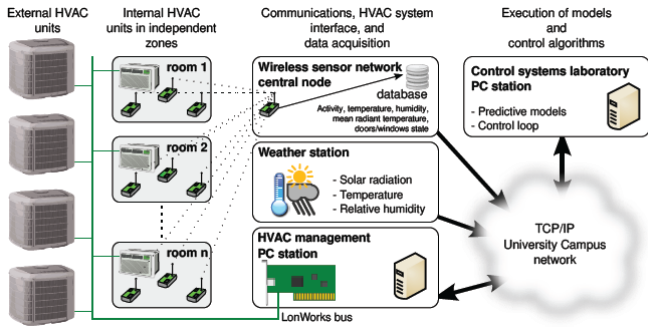 External HVAC
units
Internal HVAC
units in independent
zones
Communications, HVAC system
interface, and
data acquisition
Execution of models
and
control algorithms
room 1
room 2
room n
Wireless sensor network
central node
database
Activity, temperature, humidity,
mean radiant temperature,
doors/windows state
Weather station
- Solar radiation
- Temperature
- Relative humidity
HVAC management
PC station
LonWorks bus
Control systems laboratory
PC station
- Predictive models
- Control loop
TCP/IP
University Campus
network